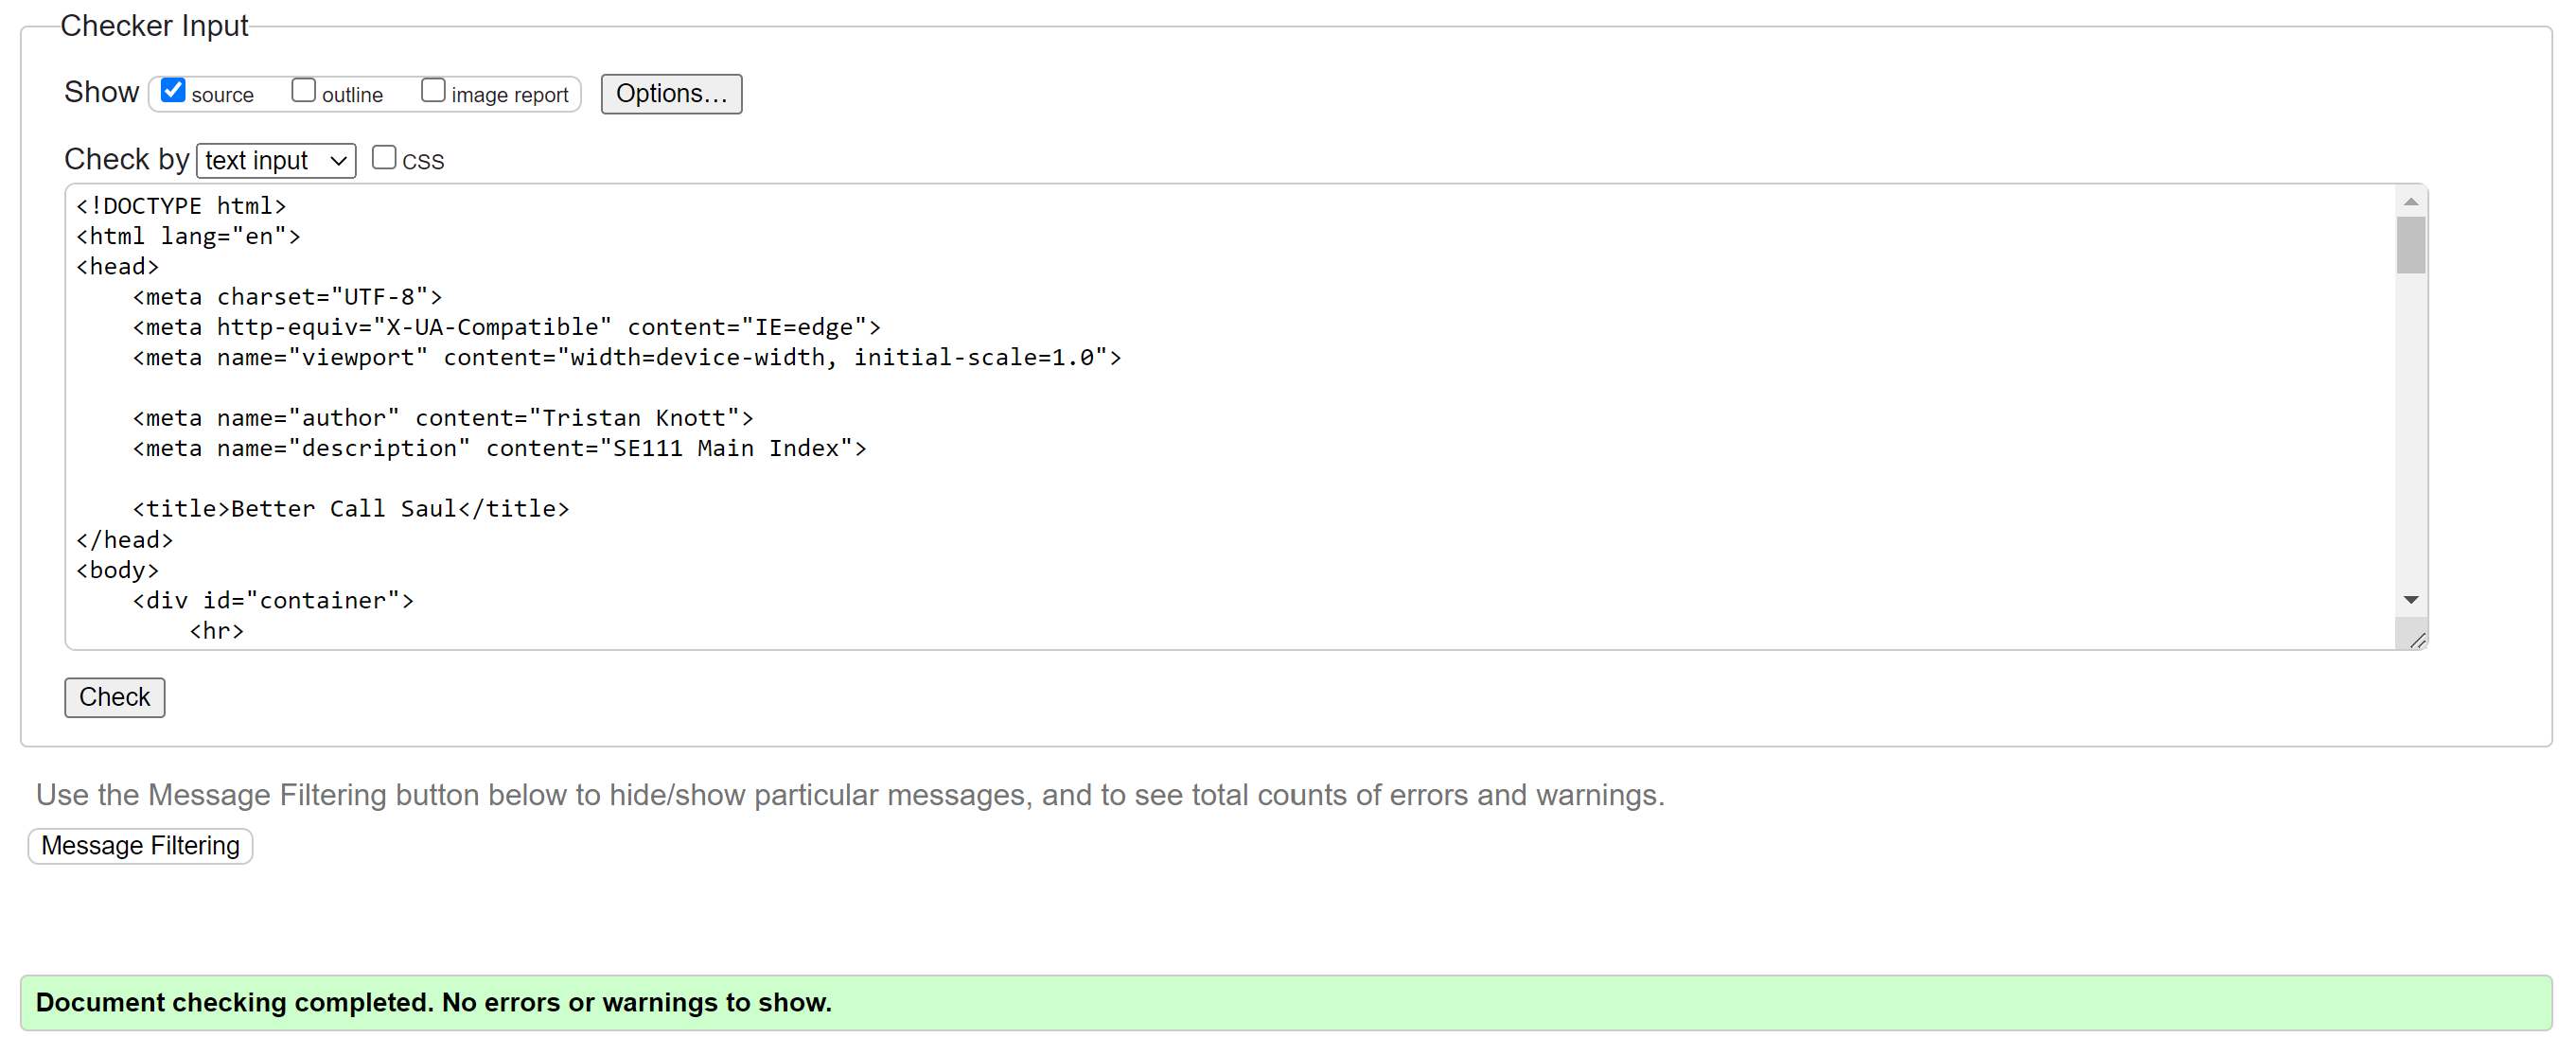 Checker Input
Show source outline image report Options...
Check by text input CSS
<!DOCTYPE html>
<html lang="en">
<head>
    <meta charset="UTF-8">
    <meta http-equiv="X-UA-Compatible" content="IE=edge">
    <meta name="viewport" content="width=device-width, initial-scale=1.0">
    <meta name="author" content="Tristan Knott">
    <meta name="description" content="SE111 Main Index">
    <title>Better Call Saul</title>
</head>
<body>
    <div id="container">
        <hr>
Check
Use the Message Filtering button below to hide/show particular messages, and to see total counts of errors and warnings.
Message Filtering
Document checking completed. No errors or warnings to show.